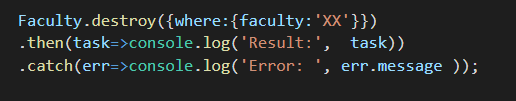 Faculty.destroy({where:{faculty:'XX'}})
.then(task=>console.log('Result:',  task))
.catch(err=>console.log('Error: ', err.message ));